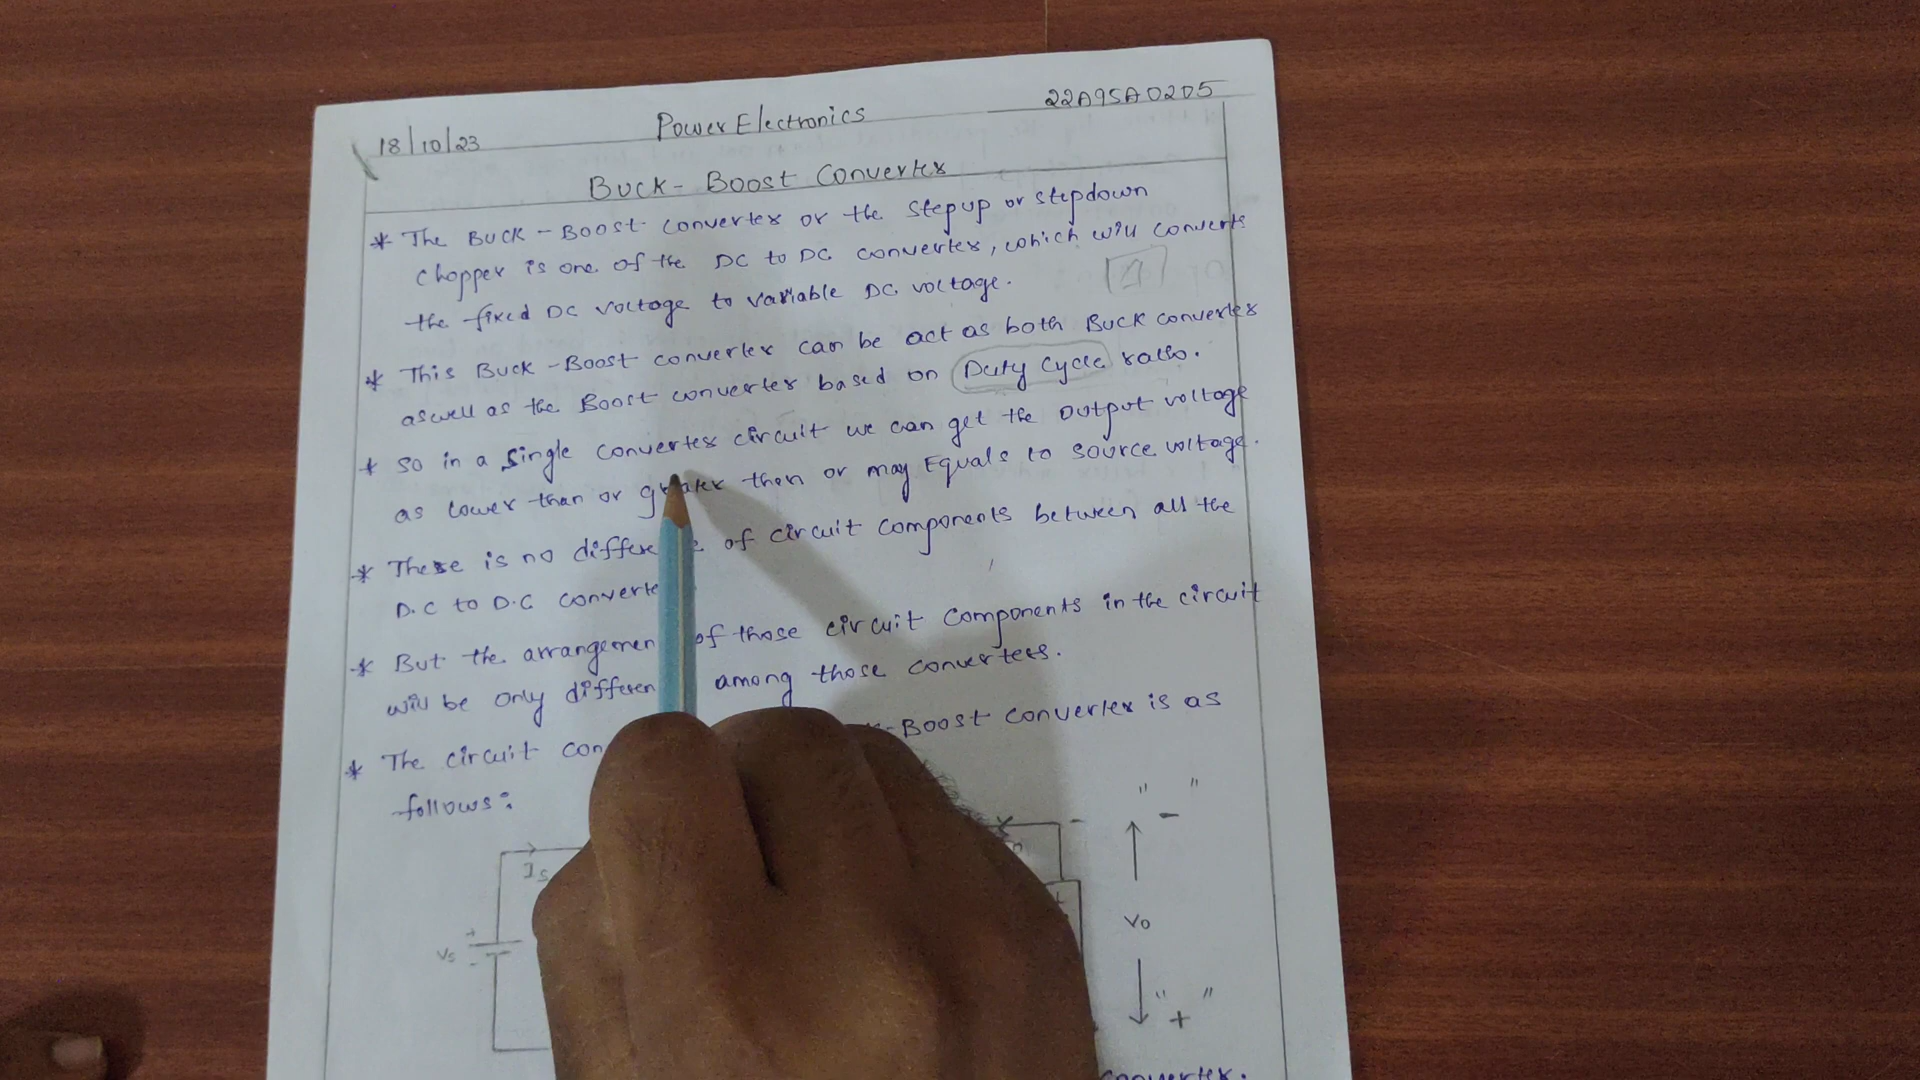 18/10/23 Power Electronics 22A95A0205
Buck - Boost Converter
* The Buck - Boost converter or the stepup or stepdown
chopper is one of the DC to DC converter, which will converts
the fixed DC voltage to variable DC voltage.
* This Buck - Boost converter can be act as both Buck converter
aswell as the Boost converter based on Duty Cycle ratio.
* So in a single converter circuit we can get the output voltage
as lower than or greater then or may Equals to source voltage.
* There is no of circuit components between all the
D.C to D.C
* But the of those circuit components in the circuit
will be only among those converters.
* The circuit -Boost converter is as
follows:
" - "
Is
Vs + -
Vo
" + "
converter.